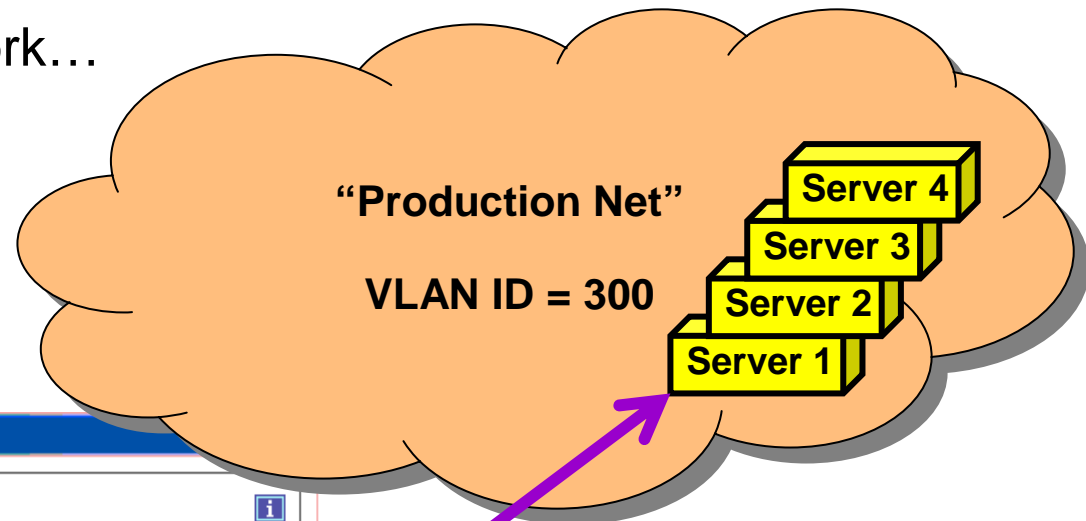 rk…
“Production Net”
VLAN ID = 300
Server 4
Server 3
Server 2
Server 1
i